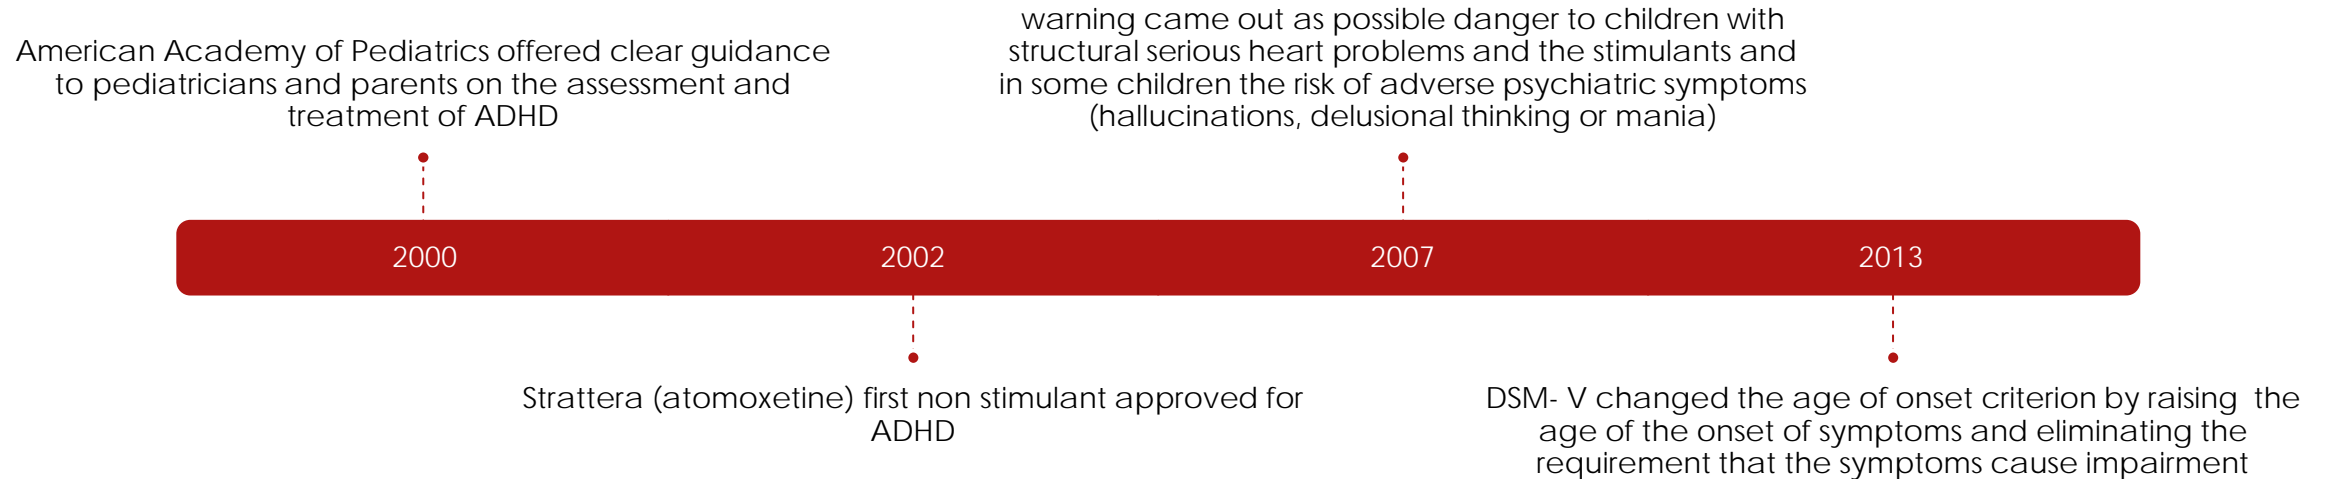 American Academy of Pediatrics offered clear guidance
to pediatricians and parents on the assessment and
treatment of ADHD
warning came out as possible danger to children with
structural serious heart problems and the stimulants and
in some children the risk of adverse psychiatric symptoms
(hallucinations, delusional thinking or mania)
2000
2002
2007
2013
Strattera (atomoxetine) first non stimulant approved for
ADHD
DSM- V changed the age of onset criterion by raising  the
age of the onset of symptoms and eliminating the
requirement that the symptoms cause impairment